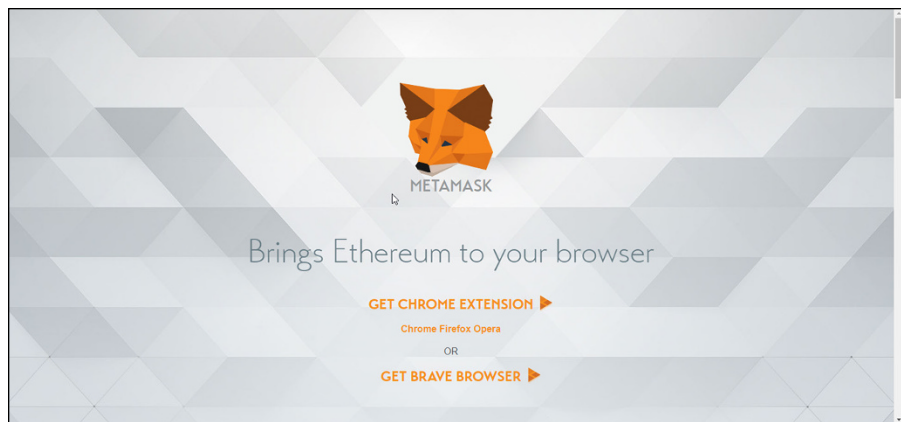 METAMASK
Brings Ethereum to your browser
GET CHROME EXTENSION
Chrome Firefox Opera
OR
GET BRAVE BROWSER